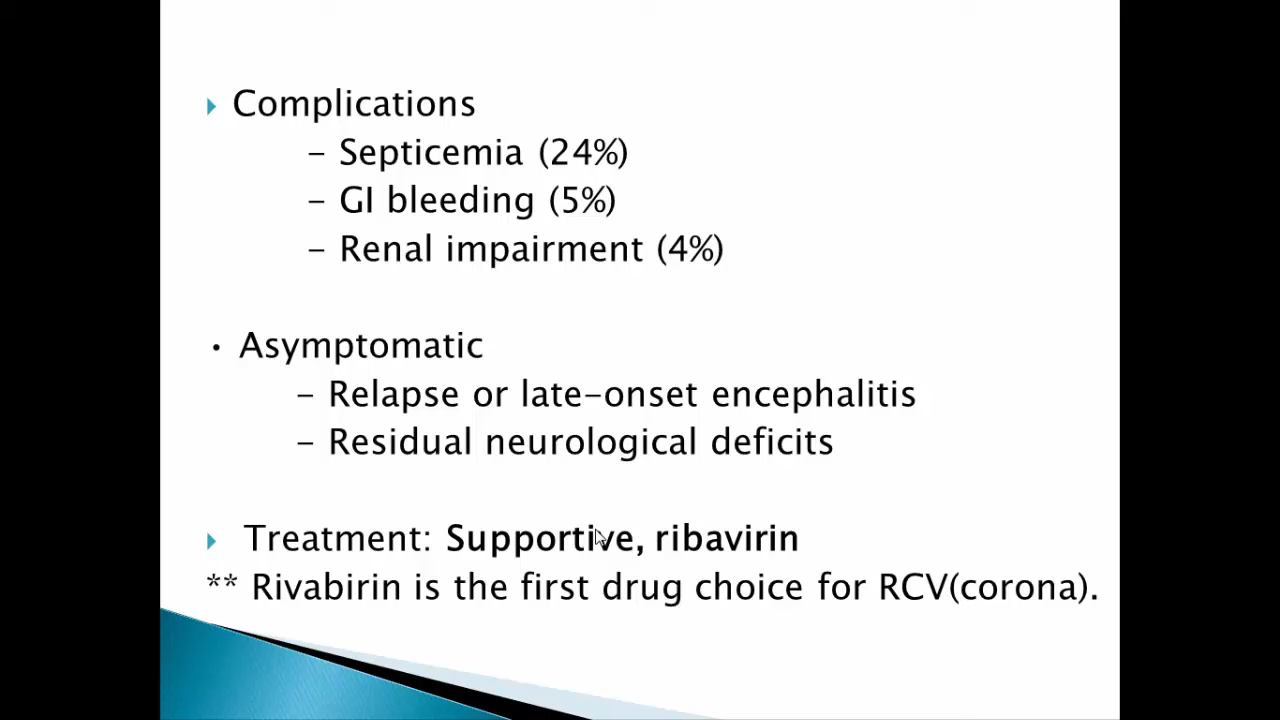 Complications
– Septicemia (24%)
– GI bleeding (5%)
– Renal impairment (4%)
• Asymptomatic
– Relapse or late-onset encephalitis
– Residual neurological deficits
Treatment: Supportive, ribavirin
** Rivabirin is the first drug choice for RCV(corona).